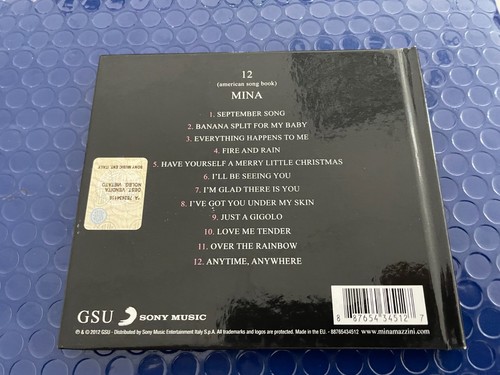 12
(american song book)
MINA
1. SEPTEMBER SONG
2. BANANA SPLIT FOR MY BABY
3. EVERYTHING HAPPENS TO ME
4. FIRE AND RAIN
5. HAVE YOURSELF A MERRY LITTLE CHRISTMAS
6. I'LL BE SEEING YOU
7. I'M GLAD THERE IS YOU
8. I'VE GOT YOU UNDER MY SKIN
9. JUST A GIGOLO
10. LOVE ME TENDER
11. OVER THE RAINBOW
12. ANYTIME, ANYWHERE
DEST. VENDITA
NOLEG. VIETATO
GSU
SONY MUSIC
8 87654 34512 7
℗ & © 2012 GSU - Distributed by Sony Music Entertainment Italy S.p.A. All trademarks and logos are protected. Made in the EU. - 88765434512
www.minamazzini.com